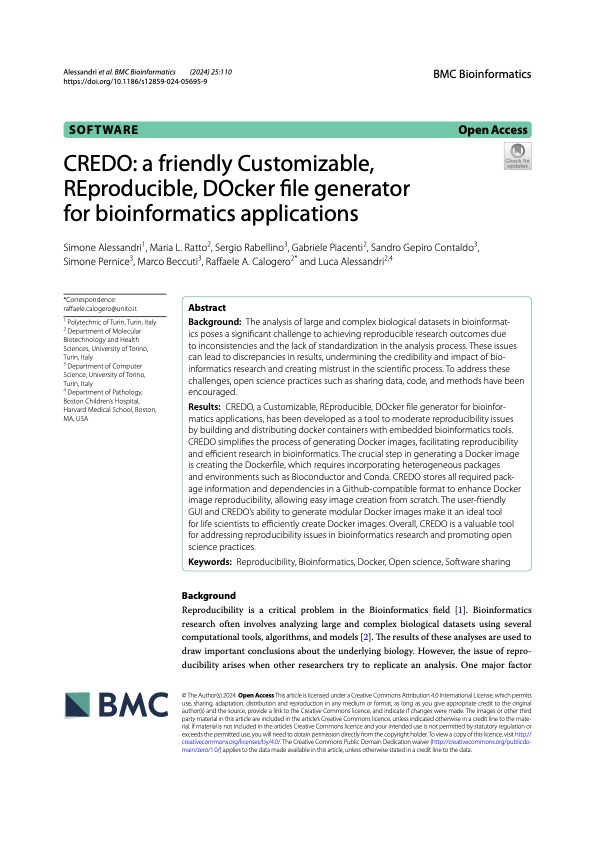 Alessandri et al. BMC Bioinformatics (2024) 25:110
https://doi.org/10.1186/s12859-024-05695-9
BMC Bioinformatics
SOFTWARE
Open Access
Check for
updates
CREDO: a friendly Customizable,
REproducible, DOcker file generator
for bioinformatics applications
Simone Alessandri1, Maria L. Ratto2, Sergio Rabellino3, Gabriele Piacenti2, Sandro Gepiro Contaldo3,
Simone Pernice3, Marco Beccuti3, Raffaele A. Calogero2* and Luca Alessandri2,4
*Correspondence:
raffaele.calogero@unito.it
1 Polytechnic of Turin, Turin, Italy
2 Department of Molecular
Biotechnology and Health
Sciences, University of Torino,
Turin, Italy
3 Department of Computer
Science, University of Torino,
Turin, Italy
4 Department of Pathology,
Boston Children's Hospital,
Harvard Medical School, Boston,
MA, USA
Abstract
Background: The analysis of large and complex biological datasets in bioinformat-
ics poses a significant challenge to achieving reproducible research outcomes due
to inconsistencies and the lack of standardization in the analysis process. These issues
can lead to discrepancies in results, undermining the credibility and impact of bio-
informatics research and creating mistrust in the scientific process. To address these
challenges, open science practices such as sharing data, code, and methods have been
encouraged.
Results: CREDO, a Customizable, REproducible, DOcker file generator for bioinfor-
matics applications, has been developed as a tool to moderate reproducibility issues
by building and distributing docker containers with embedded bioinformatics tools.
CREDO simplifies the process of generating Docker images, facilitating reproducibility
and efficient research in bioinformatics. The crucial step in generating a Docker image
is creating the Dockerfile, which requires incorporating heterogeneous packages
and environments such as Bioconductor and Conda. CREDO stores all required pack-
age information and dependencies in a Github-compatible format to enhance Docker
image reproducibility, allowing easy image creation from scratch. The user-friendly
GUI and CREDO's ability to generate modular Docker images make it an ideal tool
for life scientists to efficiently create Docker images. Overall, CREDO is a valuable tool
for addressing reproducibility issues in bioinformatics research and promoting open
science practices.
Keywords: Reproducibility, Bioinformatics, Docker, Open science, Software sharing
Background
Reproducibility is a critical problem in the Bioinformatics field [1]. Bioinformatics
research often involves analyzing large and complex biological datasets using several
computational tools, algorithms, and models [2]. The results of these analyses are used to
draw important conclusions about the underlying biology. However, the issue of repro-
ducibility arises when other researchers try to replicate an analysis. One major factor
BMC
© The Author(s) 2024. Open Access This article is licensed under a Creative Commons Attribution 4.0 International License, which permits
use, sharing, adaptation, distribution and reproduction in any medium or format, as long as you give appropriate credit to the original
author(s) and the source, provide a link to the Creative Commons licence, and indicate if changes were made. The images or other third
party material in this article are included in the article's Creative Commons licence, unless indicated otherwise in a credit line to the mate-
rial. If material is not included in the article's Creative Commons licence and your intended use is not permitted by statutory regulation or
exceeds the permitted use, you will need to obtain permission directly from the copyright holder. To view a copy of this licence, visit http://
creativecommons.org/licenses/by/4.0/. The Creative Commons Public Domain Dedication waiver (http://creativecommons.org/publicdo-
main/zero/1.0/) applies to the data made available in this article, unless otherwise stated in a credit line to the data.